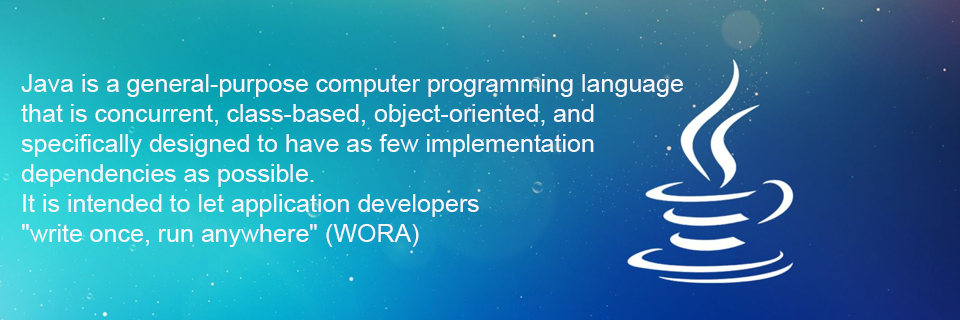 Java is a general-purpose computer programming language
that is concurrent, class-based, object-oriented, and
specifically designed to have as few implementation
dependencies as possible.
It is intended to let application developers
"write once, run anywhere" (WORA)